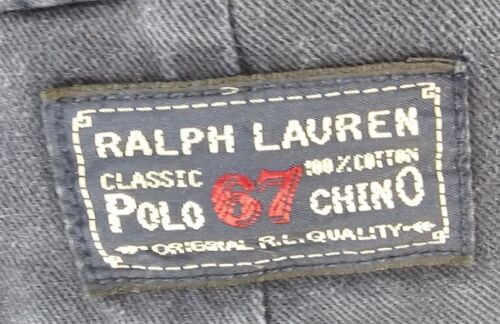 RALPH LAUREN
CLASSIC 67 100% COTTON
POLO CHINO
ORIGINAL R.L. QUALITY